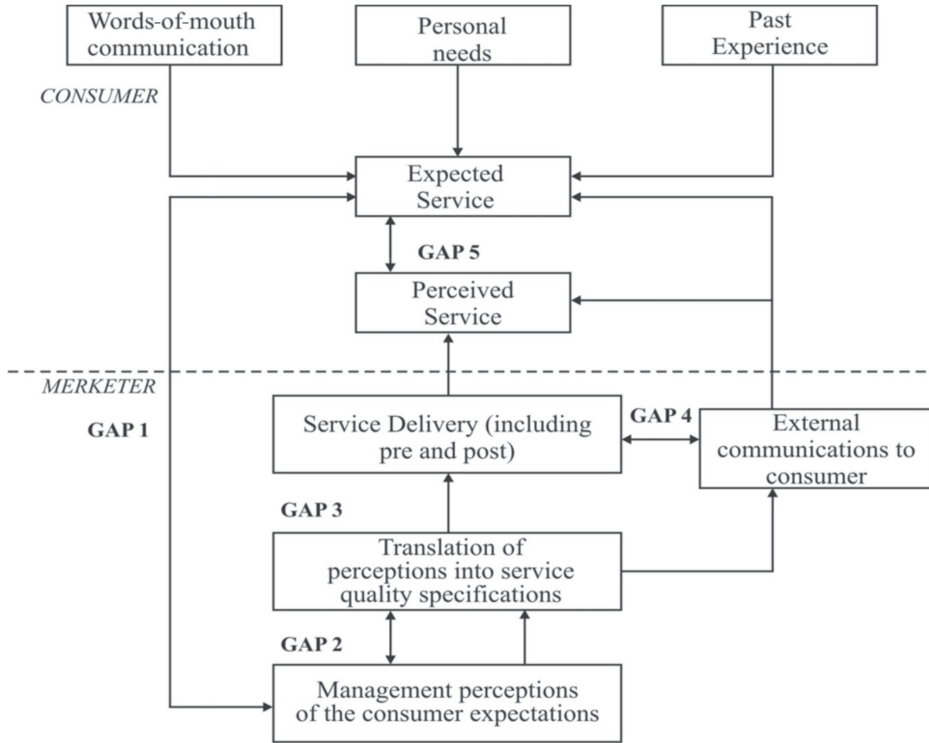 Words-of-mouth
communication
Personal
needs
Past
Experience
CONSUMER
Expected
Service
GAP 5
Perceived
Service
MERKETER
GAP 1
Service Delivery (including
pre and post)
GAP 4
External
communications to
consumer
GAP 3
Translation of
perceptions into service
quality specifications
GAP 2
Management perceptions
of the consumer expectations